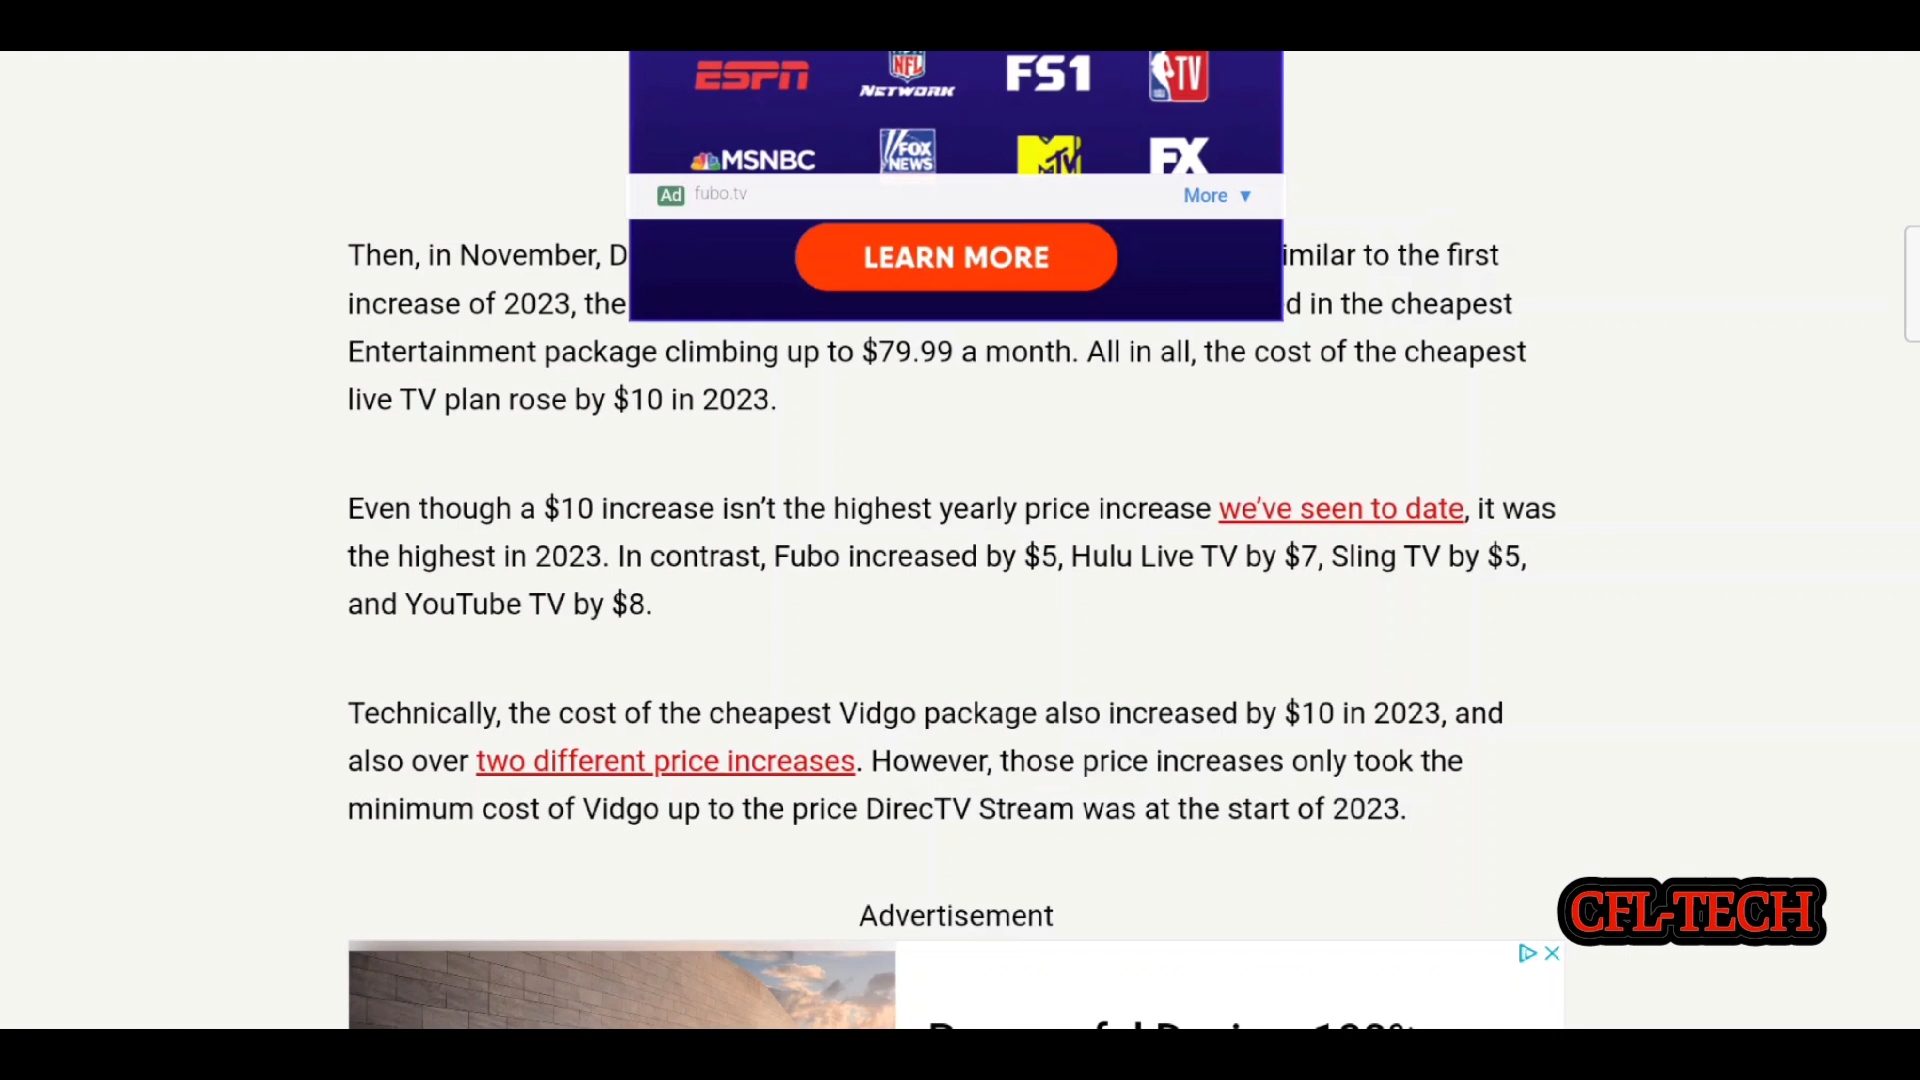 ESPN
NFL
NETWORK
FS1
TV
MSNBC
FOX
NEWS
MTV
FX
Ad fubo.tv
More
LEARN MORE
Then, in November, D
imilar to the first
increase of 2023, the
d in the cheapest
Entertainment package climbing up to $79.99 a month. All in all, the cost of the cheapest
live TV plan rose by $10 in 2023.
Even though a $10 increase isn’t the highest yearly price increase we’ve seen to date, it was
the highest in 2023. In contrast, Fubo increased by $5, Hulu Live TV by $7, Sling TV by $5,
and YouTube TV by $8.
Technically, the cost of the cheapest Vidgo package also increased by $10 in 2023, and
also over two different price increases. However, those price increases only took the
minimum cost of Vidgo up to the price DirecTV Stream was at the start of 2023.
Advertisement
CFL-TECH